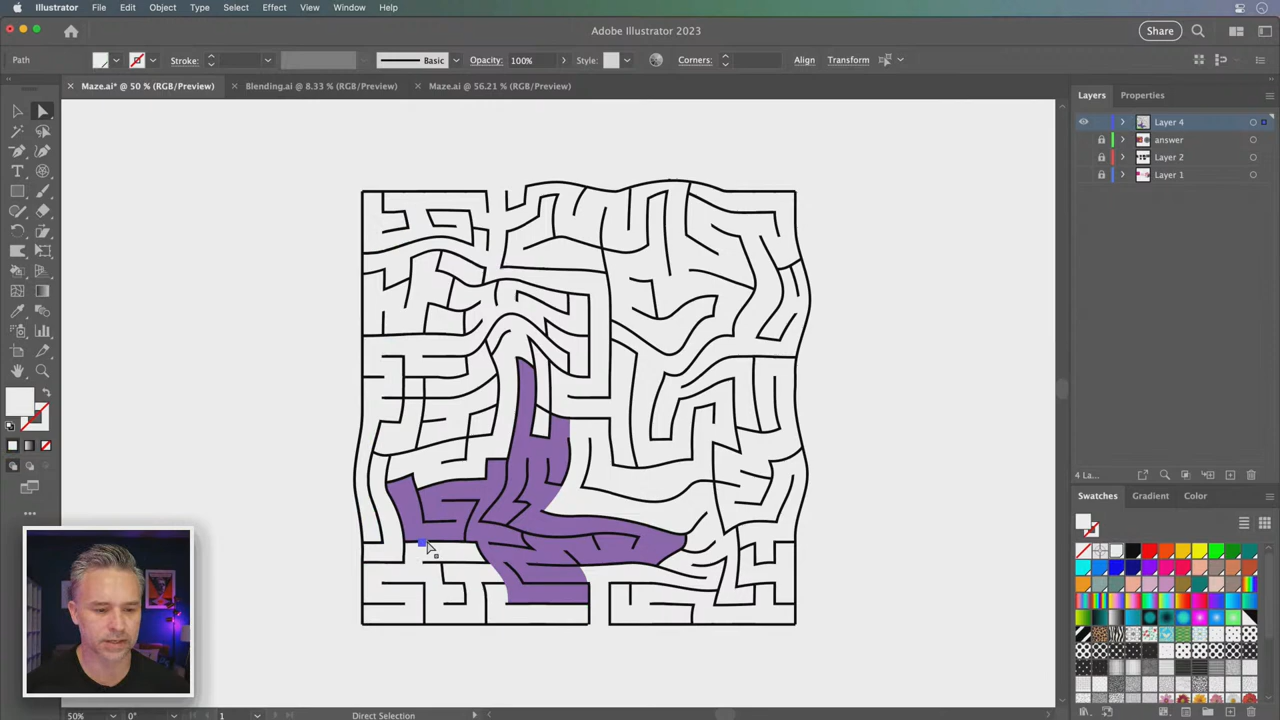 Illustrator File Edit Object Type Select Effect View Window Help
Adobe Illustrator 2023
Share
Path Stroke: Basic Opacity: 100% Style: Corners: Align Transform
Maze.ai* @ 50 % (RGB/Preview) Blending.ai @ 8.33 % (RGB/Preview) Maze.ai @ 56.21 % (RGB/Preview)
Layers Properties
Layer 4
answer
Layer 2
Layer 1
4 La...
Swatches Gradient Color
50% 0° 1 Direct Selection